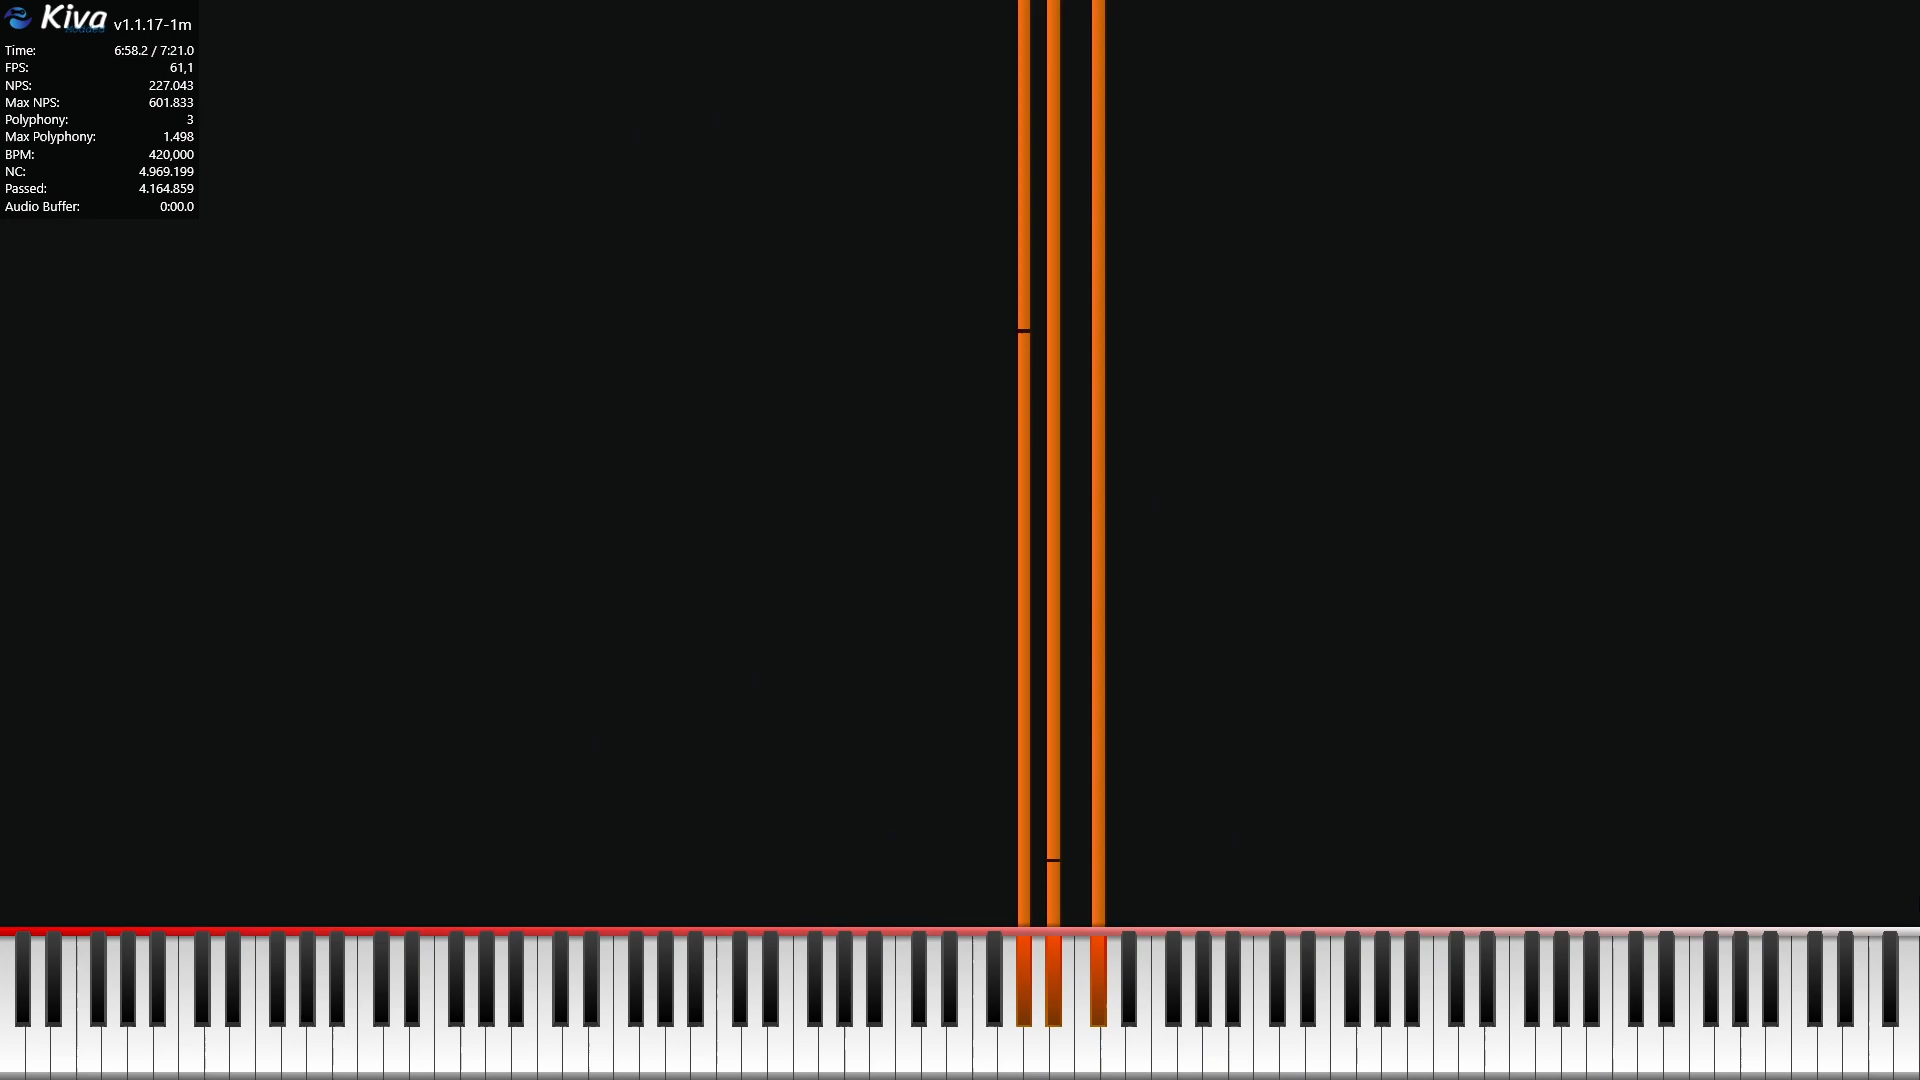 Kiva v1.1.17-1m
Modded
Time: 6:58.2 / 7:21.0
FPS: 61,1
NPS: 227.043
Max NPS: 601.833
Polyphony: 3
Max Polyphony: 1.498
BPM: 420,000
NC: 4.969.199
Passed: 4.164.859
Audio Buffer: 0:00.0